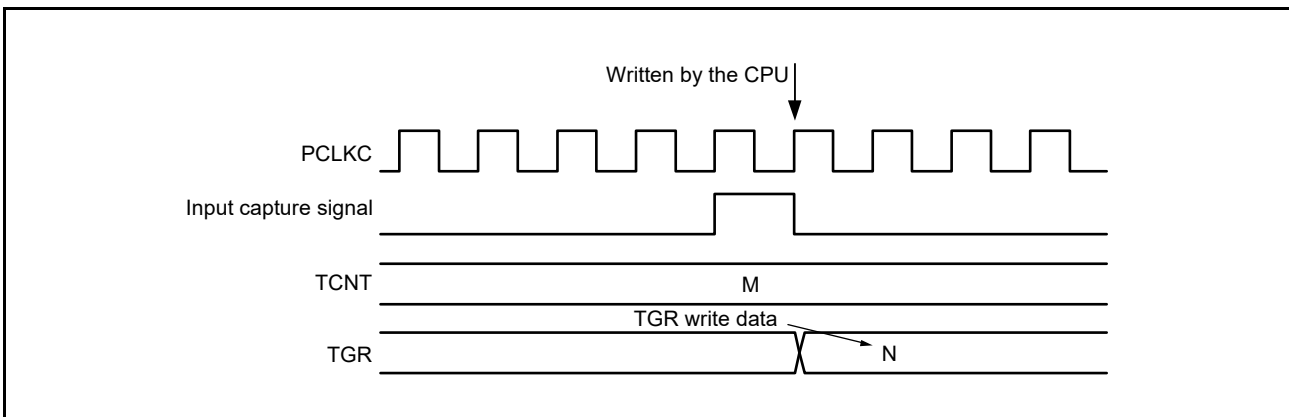 Written by the CPU
PCLKC
Input capture signal
TCNT
M
TGR write data
TGR
N